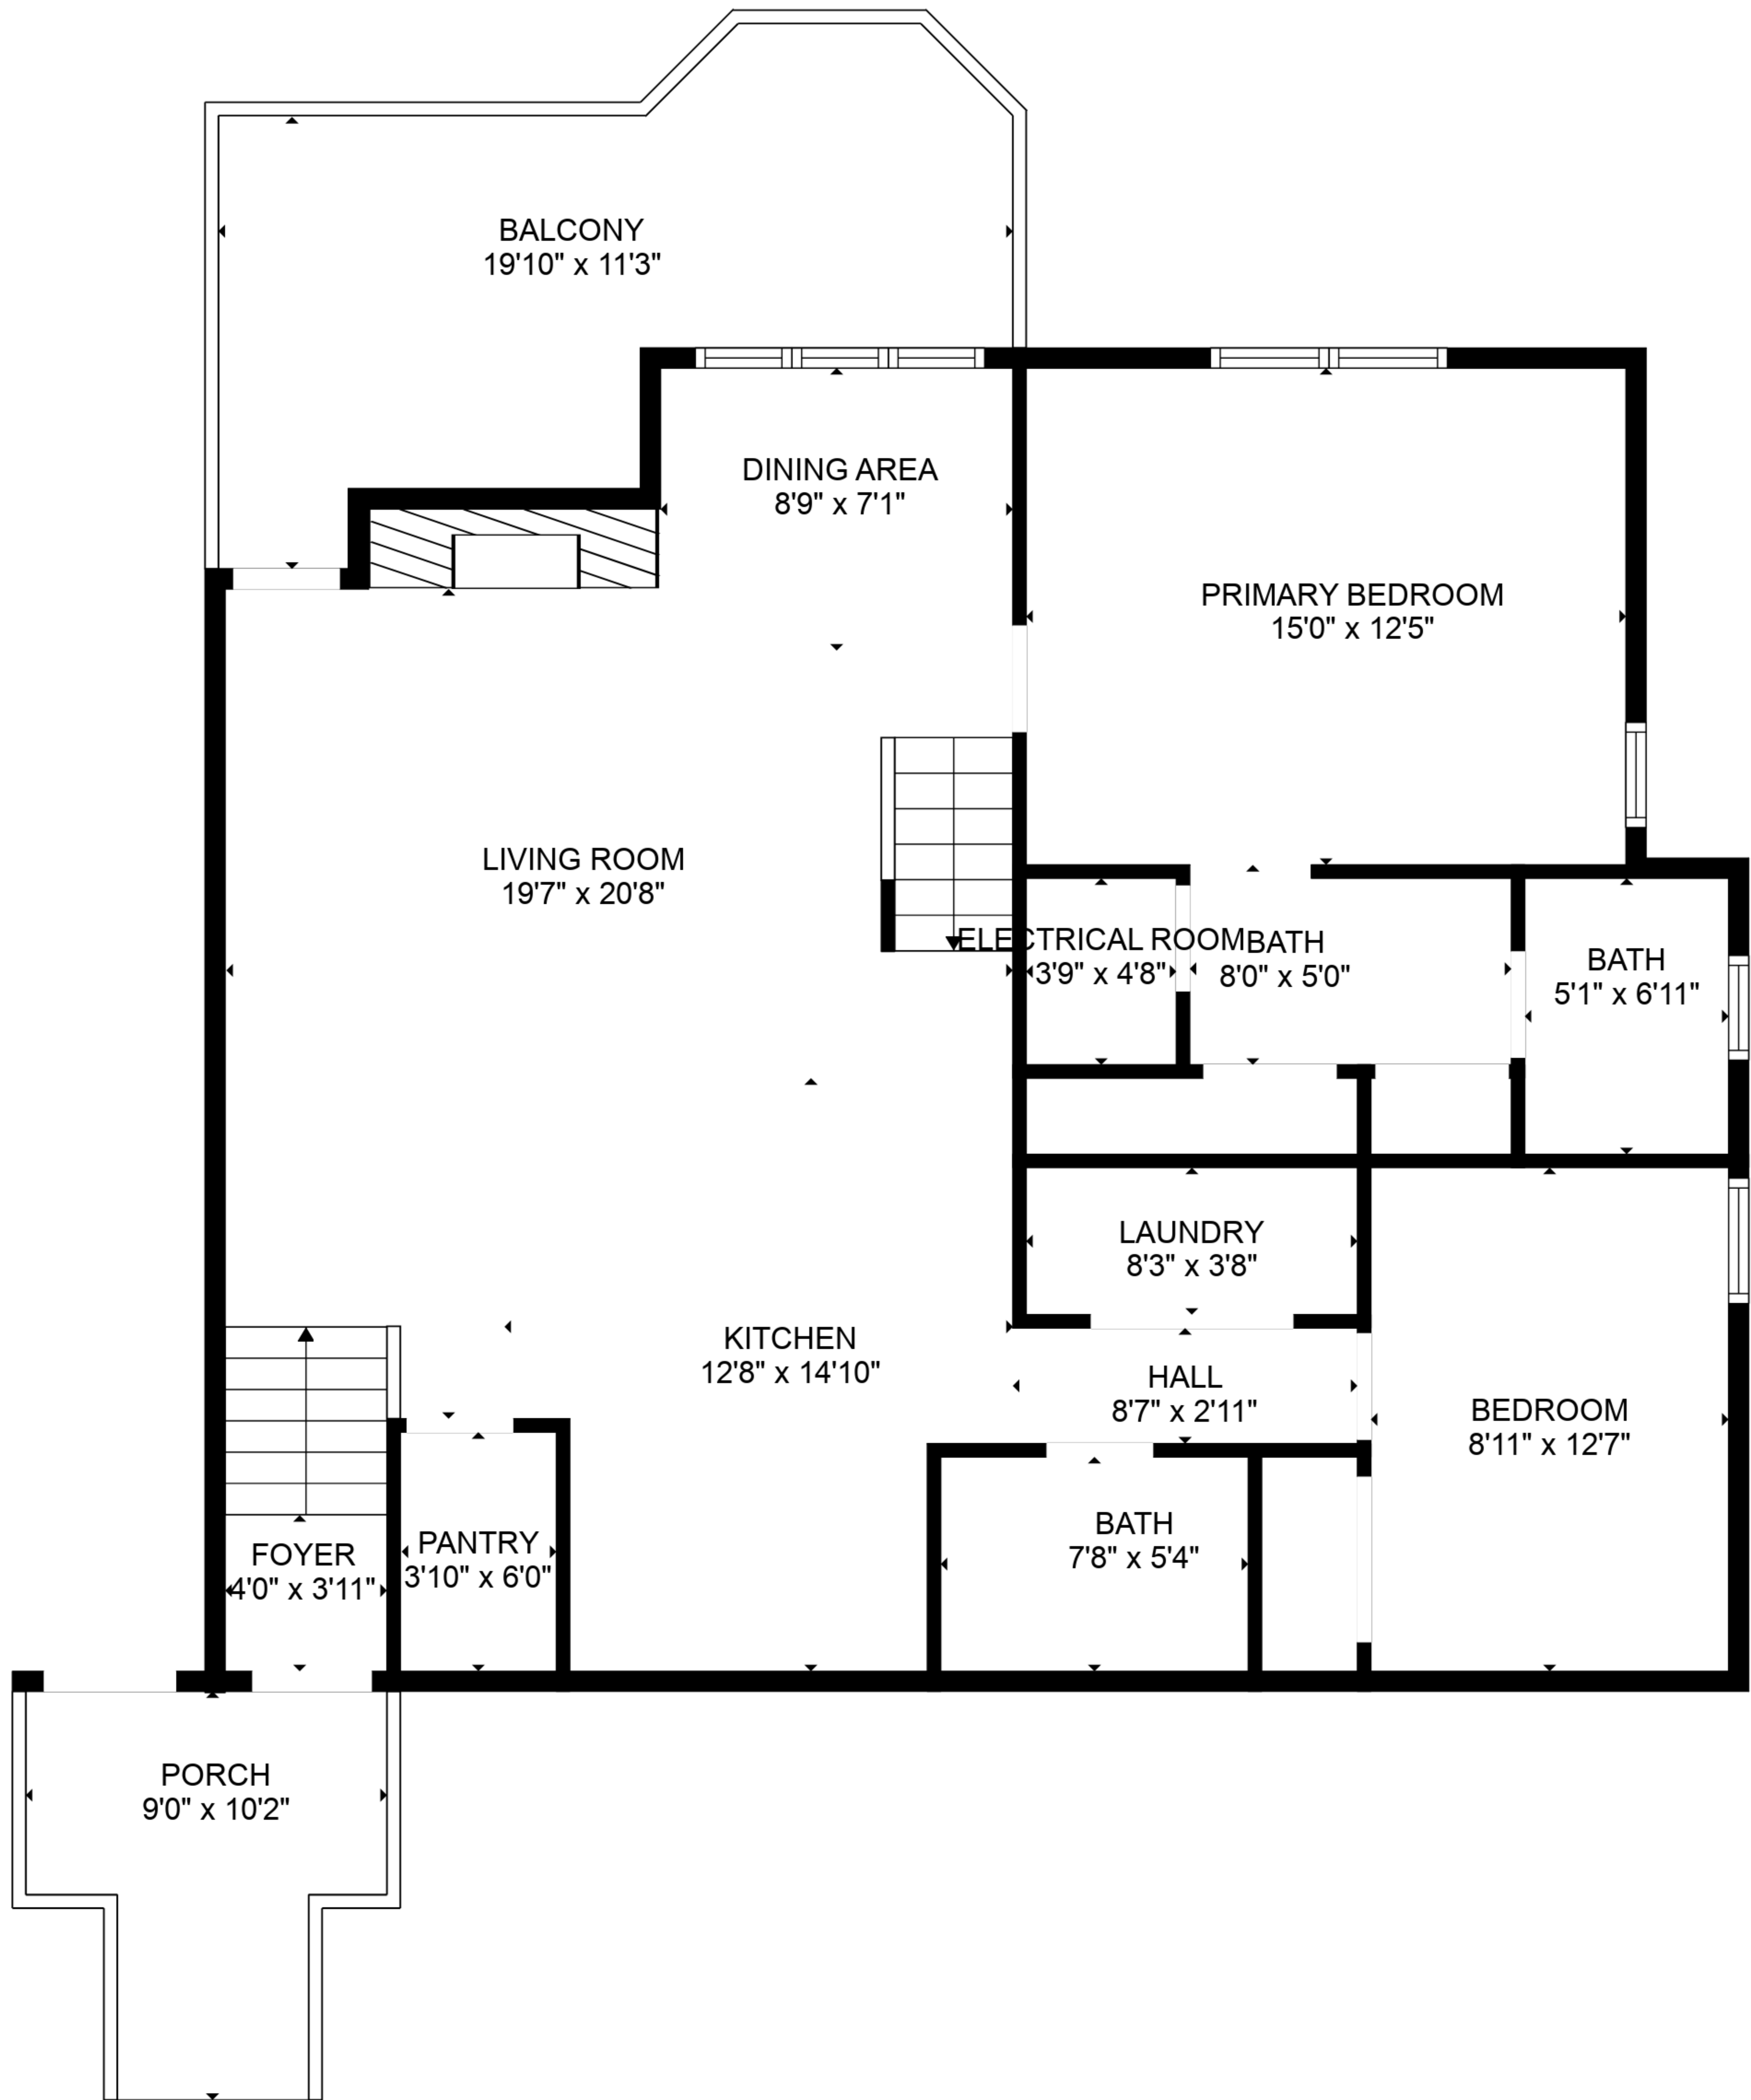 BALCONY
19'10" x 11'3"
DINING AREA
8'9" x 7'1"
PRIMARY BEDROOM
15'0" x 12'5"
LIVING ROOM
19'7" x 20'8"
ELECTRICAL ROOM
3'9" x 4'8"
BATH
8'0" x 5'0"
BATH
5'1" x 6'11"
LAUNDRY
8'3" x 3'8"
KITCHEN
12'8" x 14'10"
HALL
8'7" x 2'11"
BEDROOM
8'11" x 12'7"
BATH
7'8" x 5'4"
PANTRY
3'10" x 6'0"
FOYER
4'0" x 3'11"
PORCH
9'0" x 10'2"